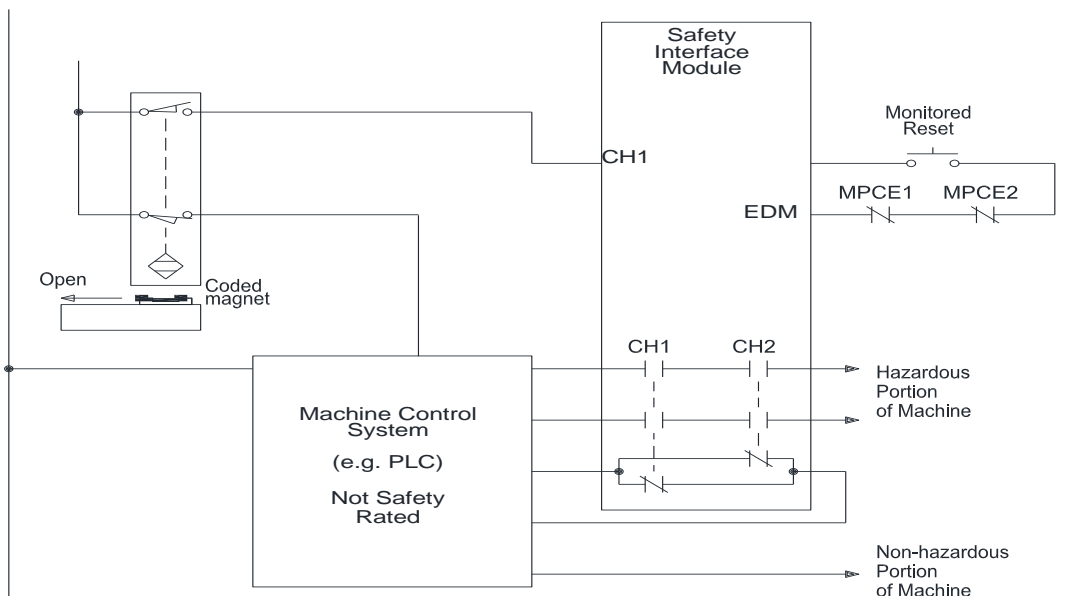 Safety
Interface
Module
Monitored
Reset
CH1
MPCE1
MPCE2
EDM
Open
Coded
magnet
CH1
CH2
Hazardous
Portion
of Machine
Machine Control
System
(e.g. PLC)
Not Safety
Rated
Non-hazardous
Portion
of Machine